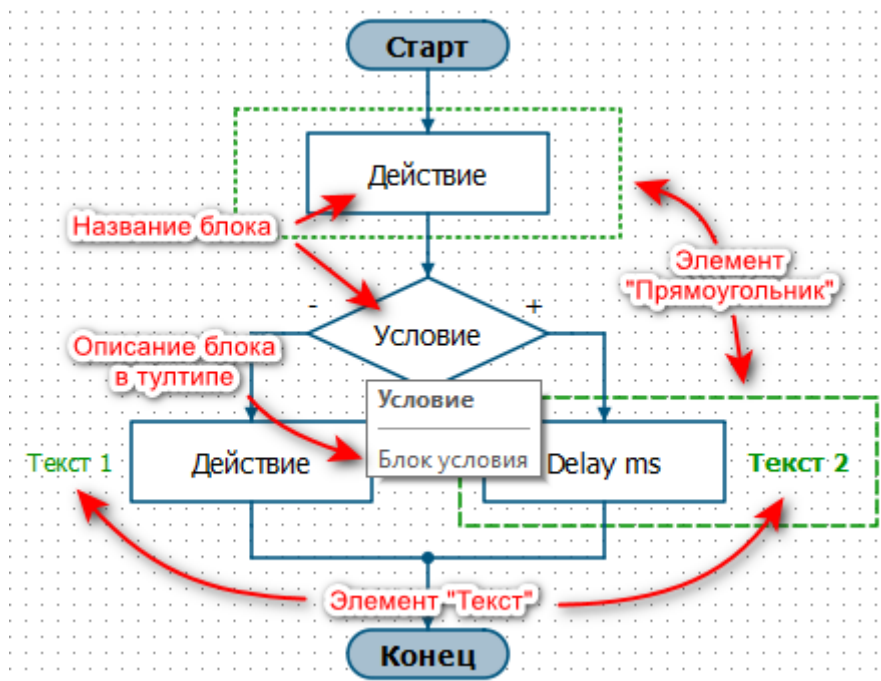 Старт
Действие
Название блока
Элемент
"Прямоугольник"
- +
Условие
Описание блока
в тултипе
Условие
Блок условия
Текст 1
Действие
Delay ms
Текст 2
Элемент "Текст"
Конец